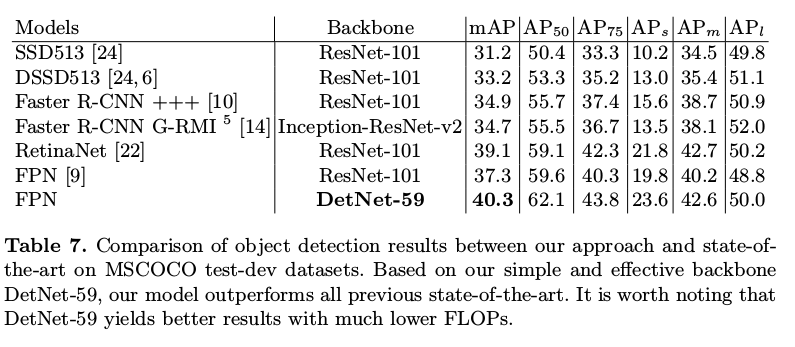 Models Backbone mAP AP50 AP75 APs APm APl
SSD513 [24] ResNet-101 31.2 50.4 33.3 10.2 34.5 49.8
DSSD513 [24,6] ResNet-101 33.2 53.3 35.2 13.0 35.4 51.1
Faster R-CNN +++ [10] ResNet-101 34.9 55.7 37.4 15.6 38.7 50.9
Faster R-CNN G-RMI 5 [14] Inception-ResNet-v2 34.7 55.5 36.7 13.5 38.1 52.0
RetinaNet [22] ResNet-101 39.1 59.1 42.3 21.8 42.7 50.2
FPN [9] ResNet-101 37.3 59.6 40.3 19.8 40.2 48.8
FPN DetNet-59 40.3 62.1 43.8 23.6 42.6 50.0
Table 7. Comparison of object detection results between our approach and state-of-
the-art on MSCOCO test-dev datasets. Based on our simple and effective backbone
DetNet-59, our model outperforms all previous state-of-the-art. It is worth noting that
DetNet-59 yields better results with much lower FLOPs.